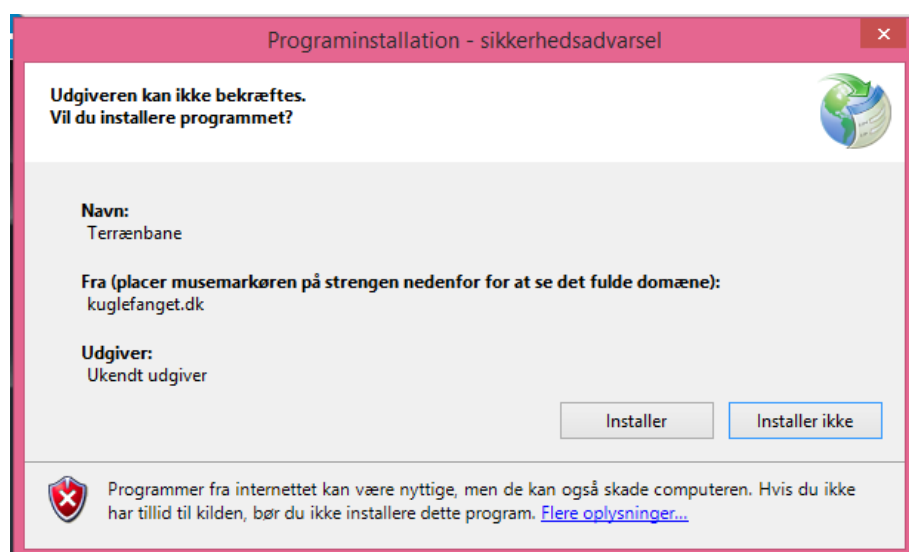 Programinstallation - sikkerhedsadvarsel
Udgiveren kan ikke bekræftes.
Vil du installere programmet?
Navn:
Terrænbane
Fra (placer musemarkøren på strengen nedenfor for at se det fulde domæne):
kuglefanget.dk
Udgiver:
Ukendt udgiver
Installer
Installer ikke
Programmer fra internettet kan være nyttige, men de kan også skade computeren. Hvis du ikke
har tillid til kilden, bør du ikke installere dette program. Flere oplysninger...